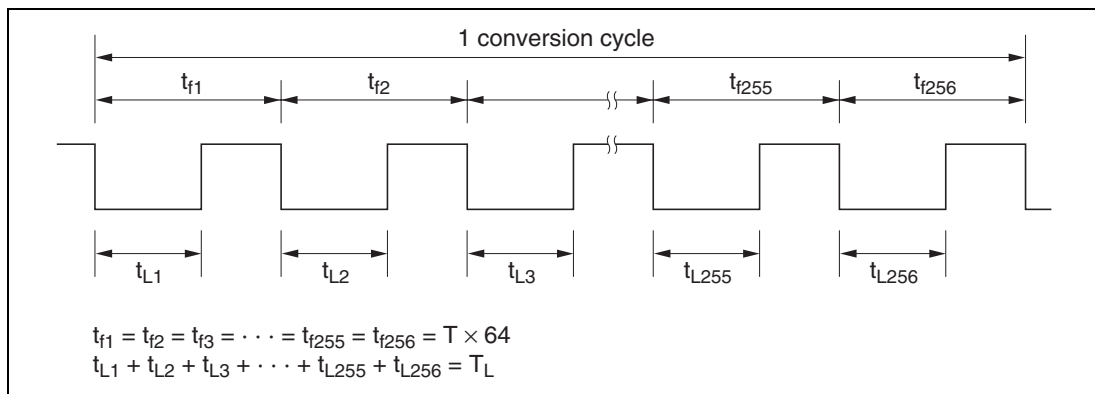 1 conversion cycle
tf1 tf2 tf255 tf256
tL1 tL2 tL3 tL255 tL256
tf1 = tf2 = tf3 = · · · = tf255 = tf256 = T × 64
tL1 + tL2 + tL3 + · · · + tL255 + tL256 = TL